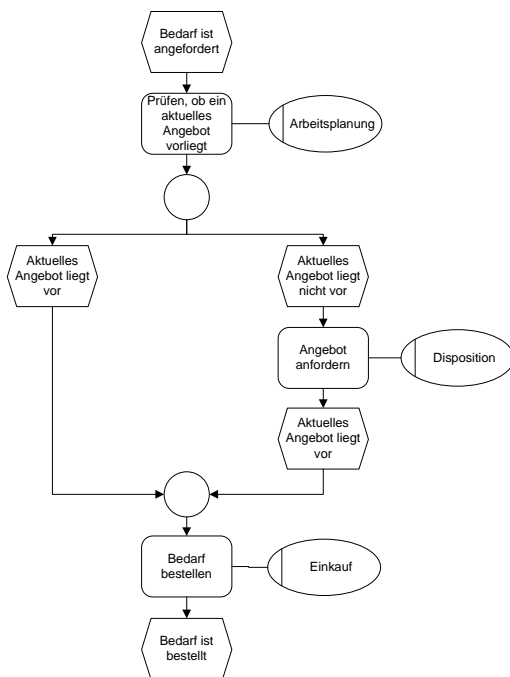 Bedarf ist
angefordert
Prüfen, ob ein
aktuelles
Angebot
vorliegt
Arbeitsplanung
Aktuelles
Angebot liegt
vor
Aktuelles
Angebot liegt
nicht vor
Angebot
anfordern
Disposition
Aktuelles
Angebot liegt
vor
Bedarf
bestellen
Einkauf
Bedarf ist
bestellt